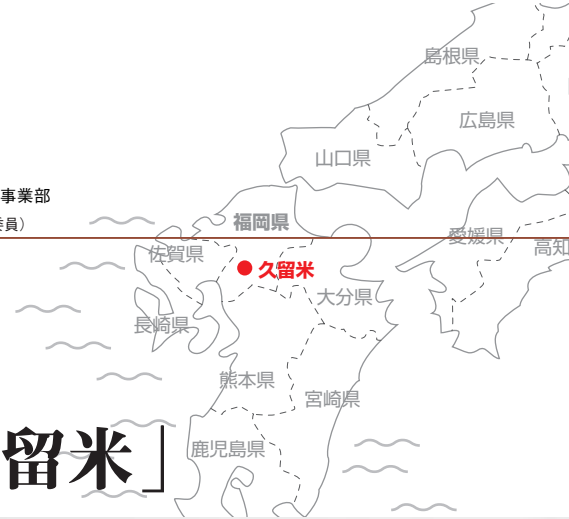 島根県
広島県
山口県
事業部
委員）
福岡県
愛媛県
高知
佐賀県
久留米
大分県
長崎県
熊本県
宮崎県
留米」
鹿児島県